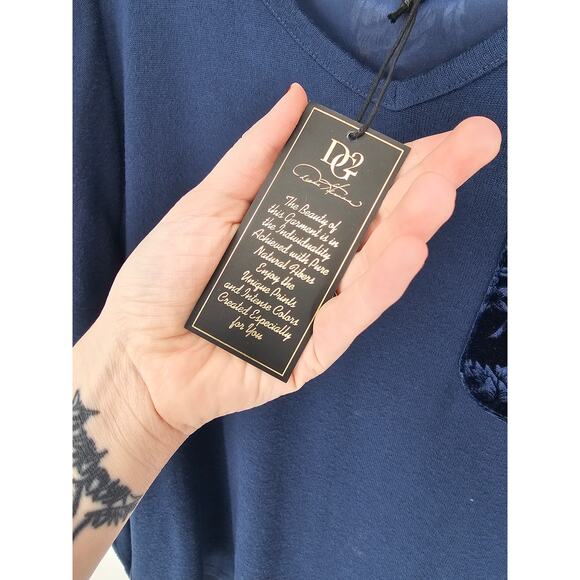 DG2
The Beauty of
this Garment is in
the Individuality
Achieved with Pure
Natural Fibers
Enjoy the
Unique Prints
and Intense Colors
Created Especially
for You